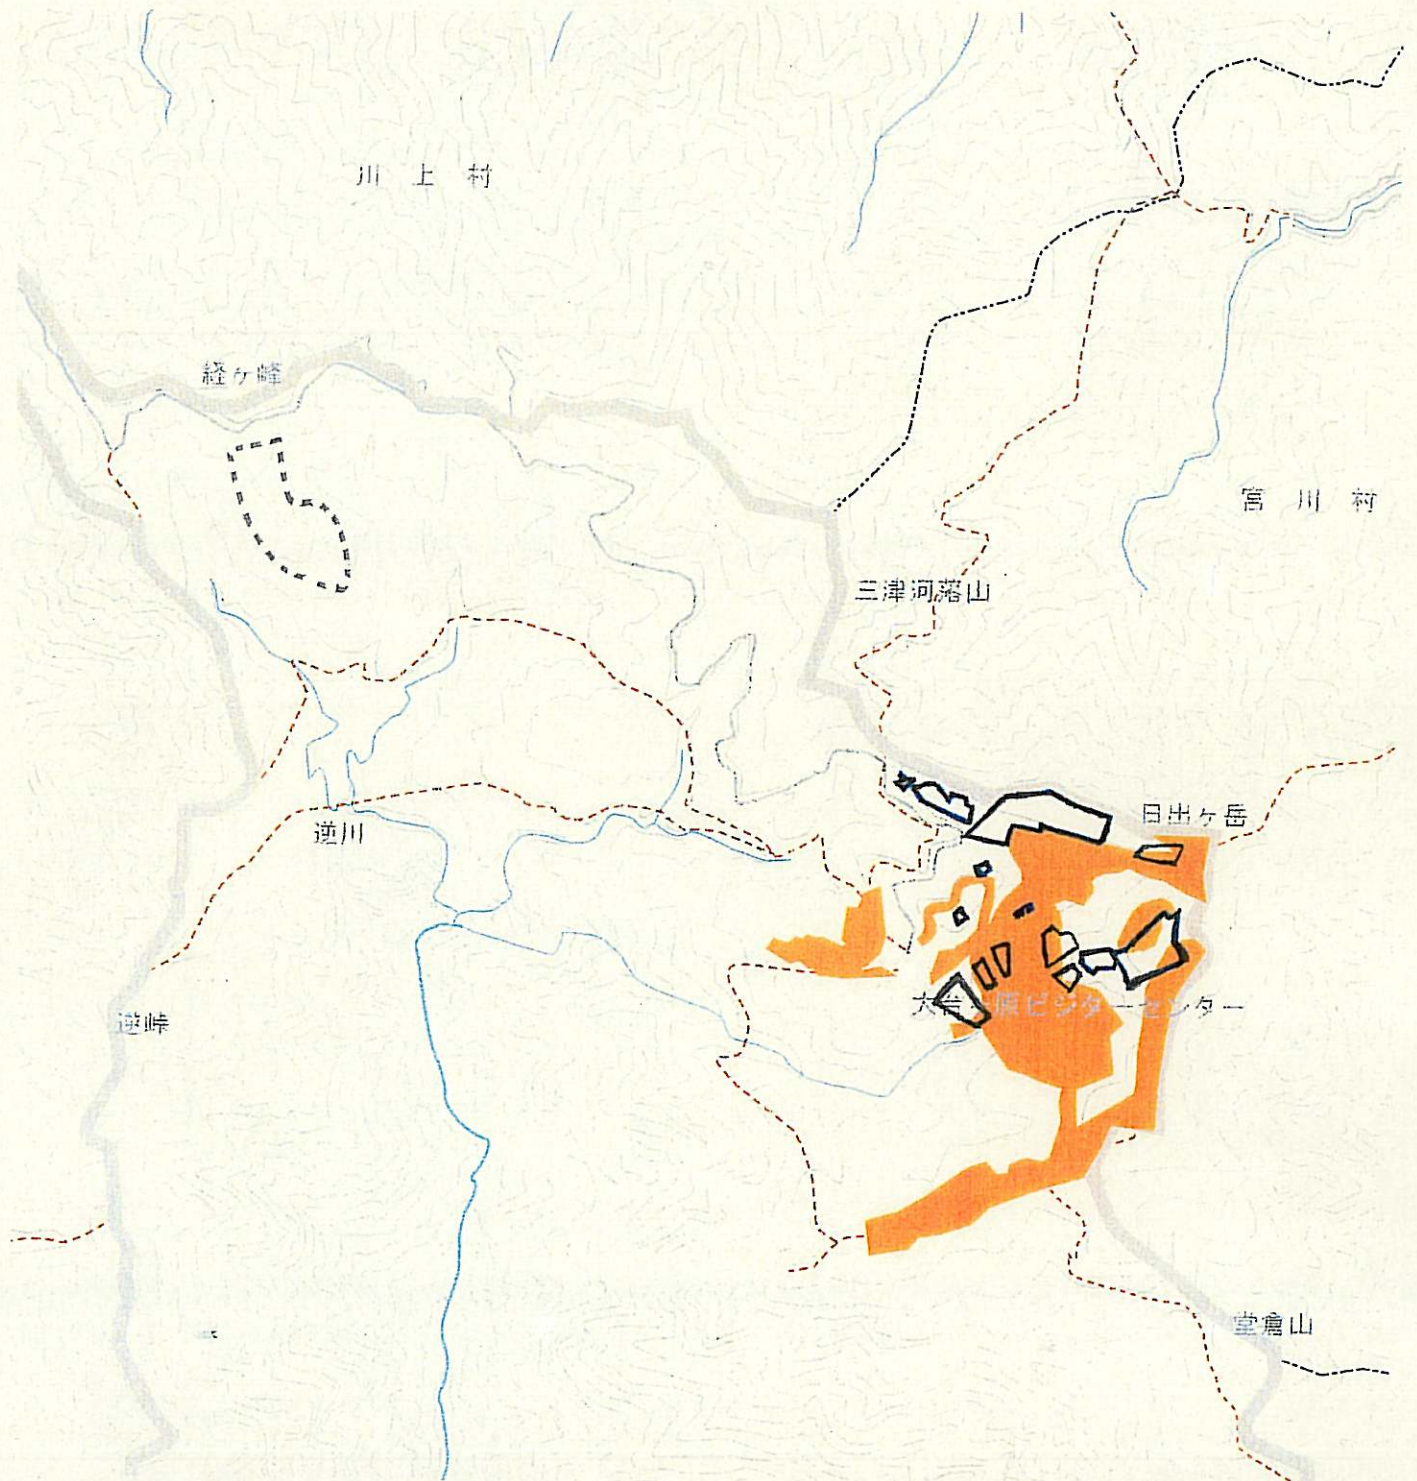 川上村
経ヶ峰
宮川村
三津河落山
日出ヶ岳
逆川
大台ヶ原ビジターセンター
逆峠
堂倉山